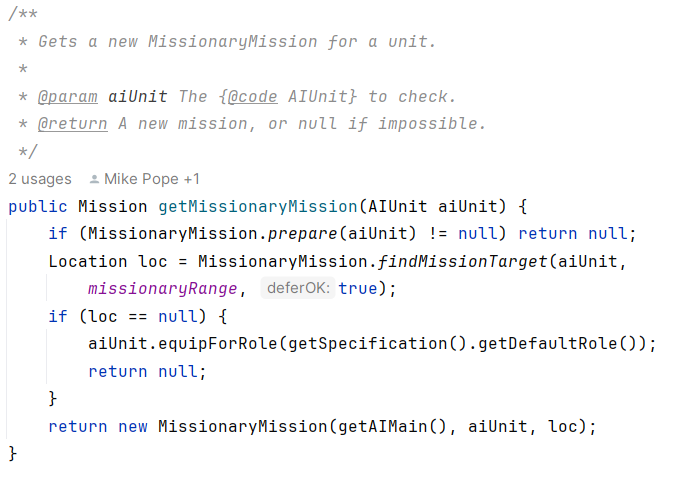 /**
 * Gets a new MissionaryMission for a unit.
 *
 * @param aiUnit The {@code AIUnit} to check.
 * @return A new mission, or null if impossible.
 */
2 usages Mike Pope +1
public Mission getMissionaryMission(AIUnit aiUnit) {
    if (MissionaryMission.prepare(aiUnit) != null) return null;
    Location loc = MissionaryMission.findMissionTarget(aiUnit,
        missionaryRange, deferOK: true);
    if (loc == null) {
        aiUnit.equipForRole(getSpecification().getDefaultRole());
        return null;
    }
    return new MissionaryMission(getAIMain(), aiUnit, loc);
}